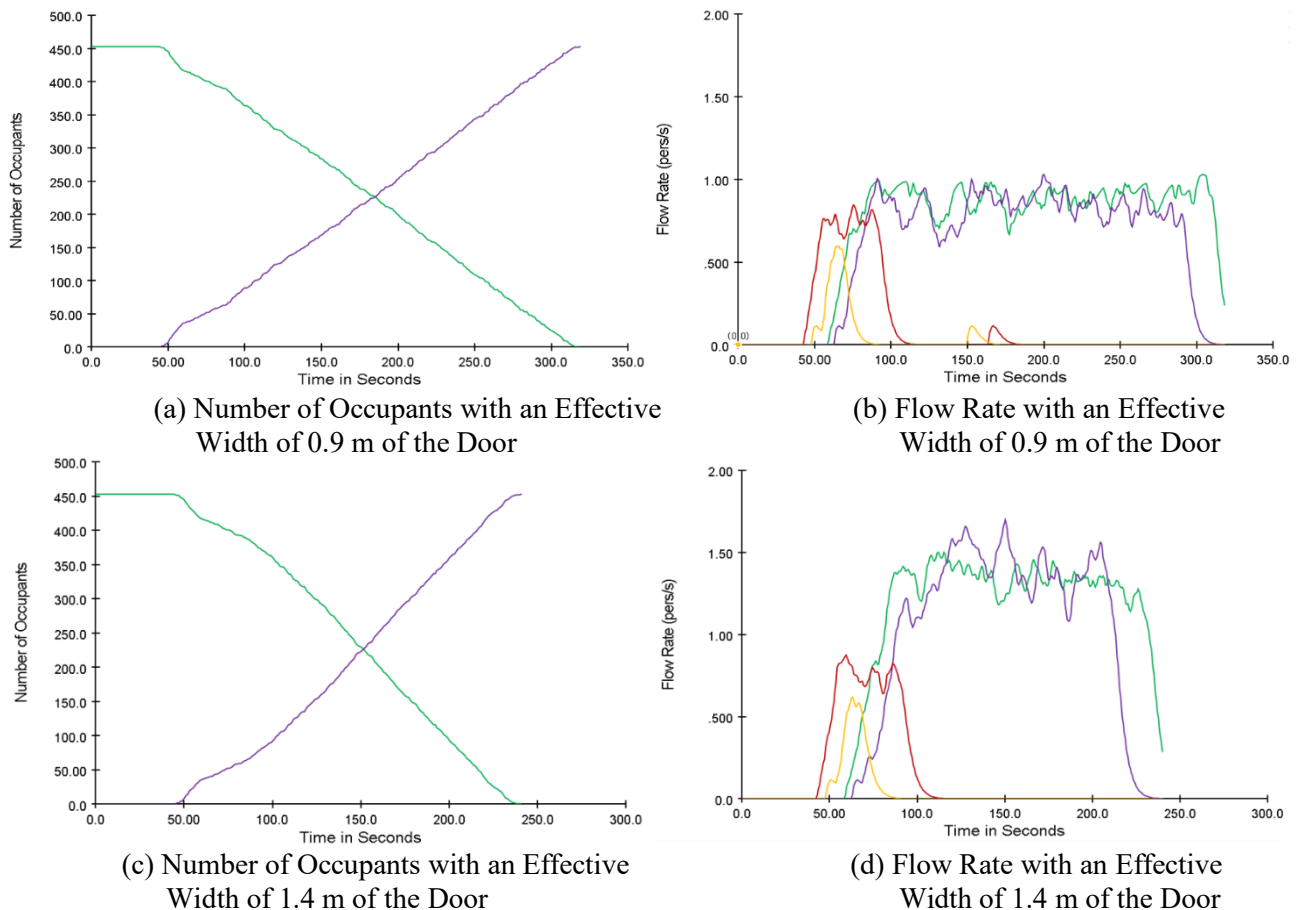 500.0
450.0
400.0
350.0
300.0
250.0
200.0
150.0
100.0
50.00
0.0
Number of Occupants
0.0 50.00 100.0 150.0 200.0 250.0 300.0 350.0
Time in Seconds
(a) Number of Occupants with an Effective
Width of 0.9 m of the Door
2.00
1.50
1.00
.500
0.0
(0,0)
Flow Rate (pers/s)
0.0 50.00 100.0 150.0 200.0 250.0 300.0 350.0
Time in Seconds
(b) Flow Rate with an Effective
Width of 0.9 m of the Door
500.0
450.0
400.0
350.0
300.0
250.0
200.0
150.0
100.0
50.00
0.0
Number of Occupants
0.0 50.00 100.0 150.0 200.0 250.0 300.0
Time in Seconds
(c) Number of Occupants with an Effective
Width of 1.4 m of the Door
2.00
1.50
1.00
.500
0.0
Flow Rate (pers/s)
0.0 50.00 100.0 150.0 200.0 250.0 300.0
Time in Seconds
(d) Flow Rate with an Effective
Width of 1.4 m of the Door